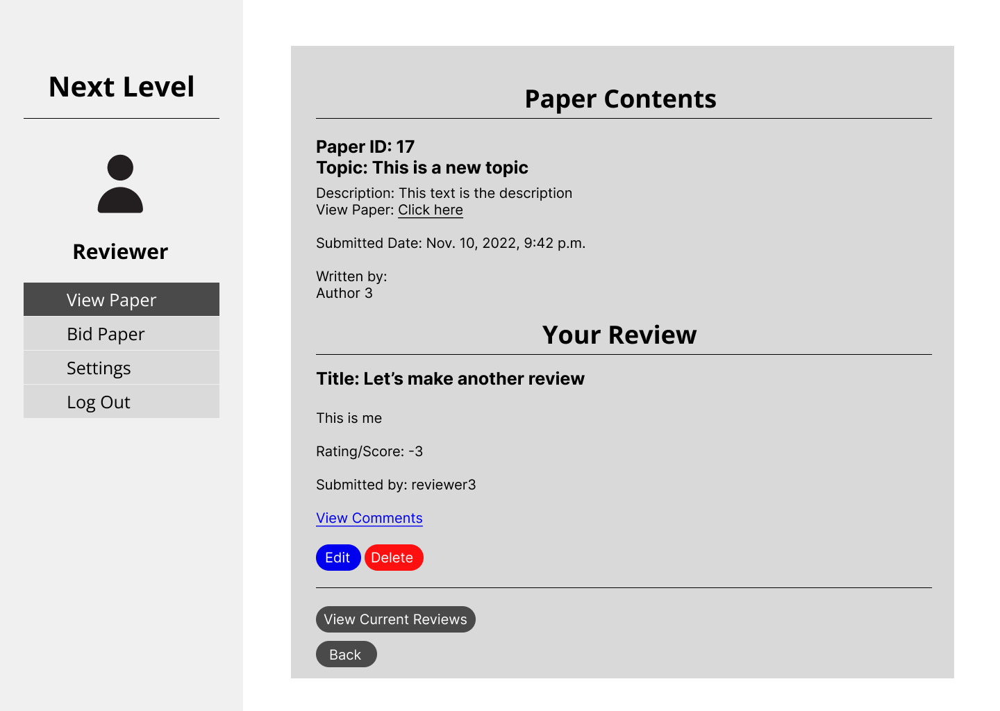 Next Level
Reviewer
View Paper
Bid Paper
Settings
Log Out
Paper Contents
Paper ID: 17
Topic: This is a new topic
Description: This text is the description
View Paper: Click here
Submitted Date: Nov. 10, 2022, 9:42 p.m.
Written by:
Author 3
Your Review
Title: Let’s make another review
This is me
Rating/Score: -3
Submitted by: reviewer3
View Comments
Edit Delete
View Current Reviews
Back